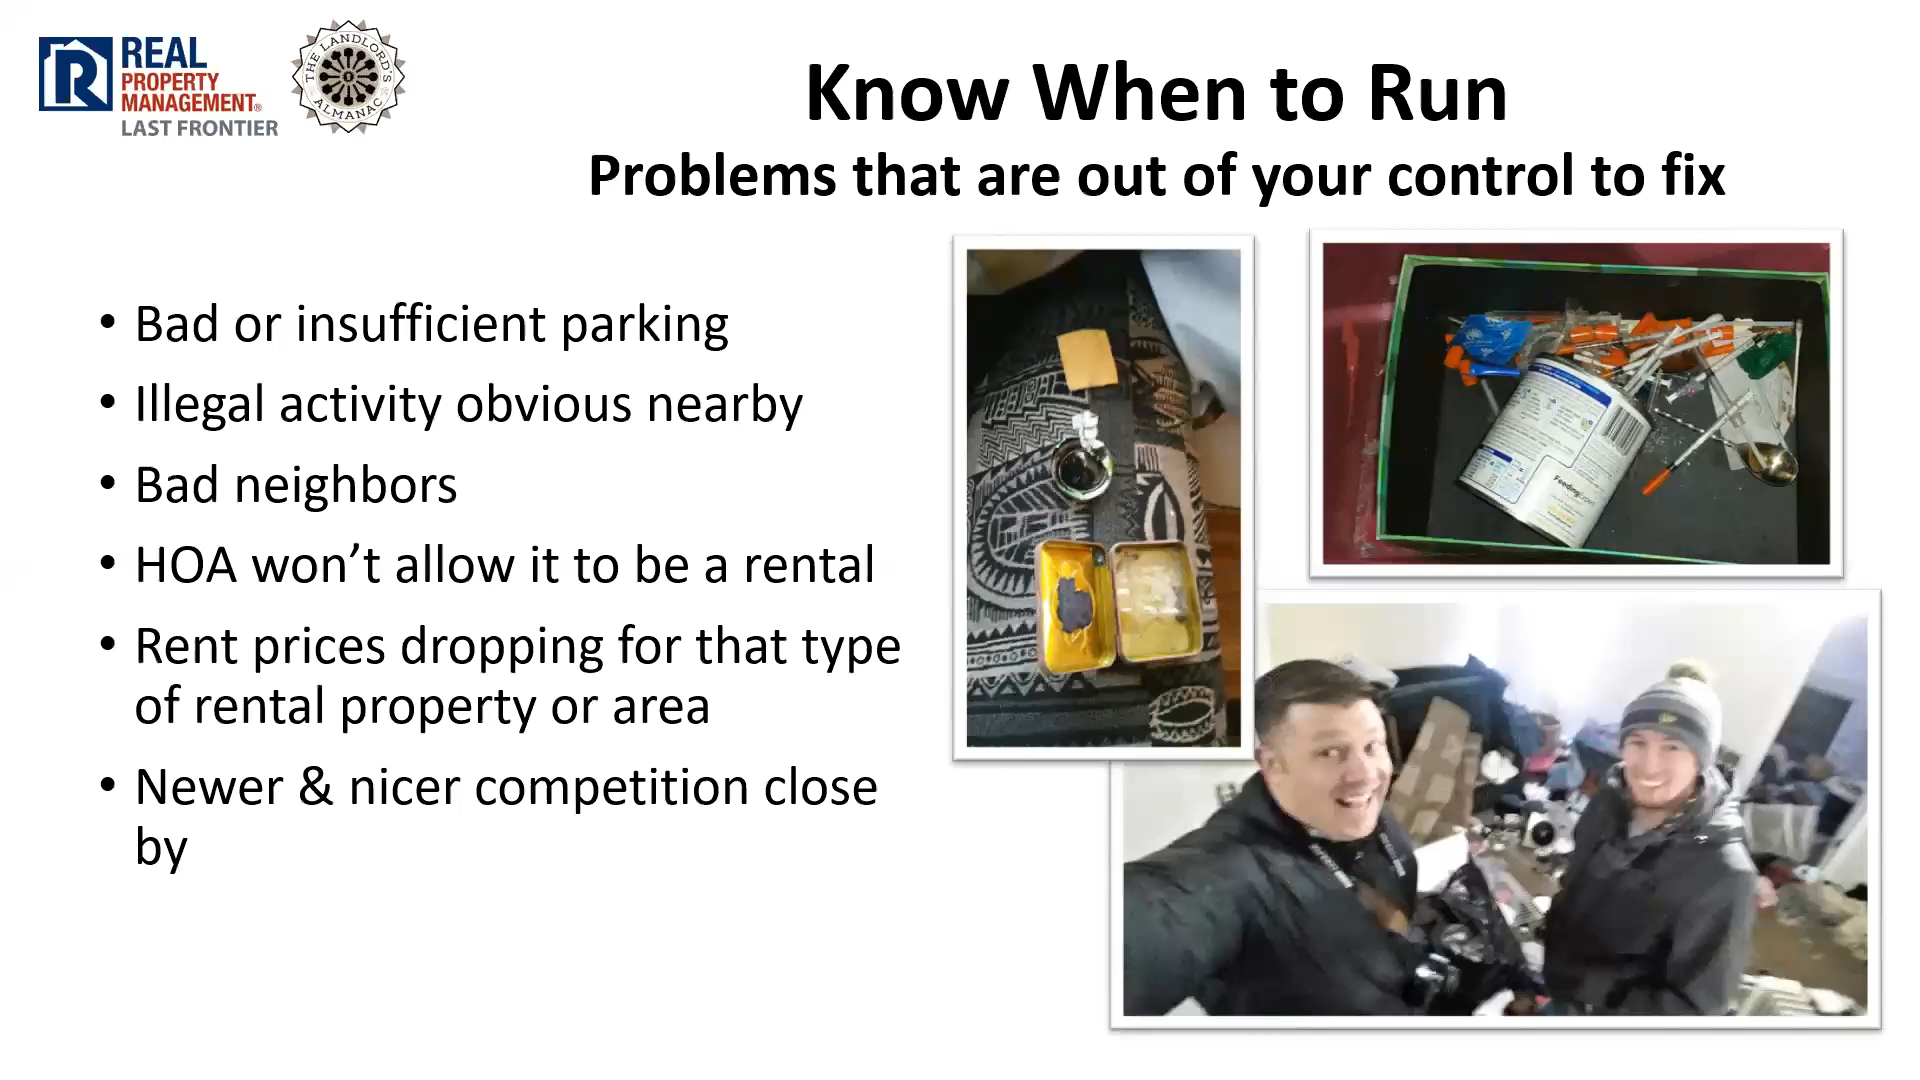 REAL
PROPERTY
MANAGEMENT®
LAST FRONTIER
THE LANDLORD'S
ALMANAC
Know When to Run
Problems that are out of your control to fix
• Bad or insufficient parking
• Illegal activity obvious nearby
• Bad neighbors
• HOA won’t allow it to be a rental
• Rent prices dropping for that type
of rental property or area
• Newer & nicer competition close
by
FeedingExpert